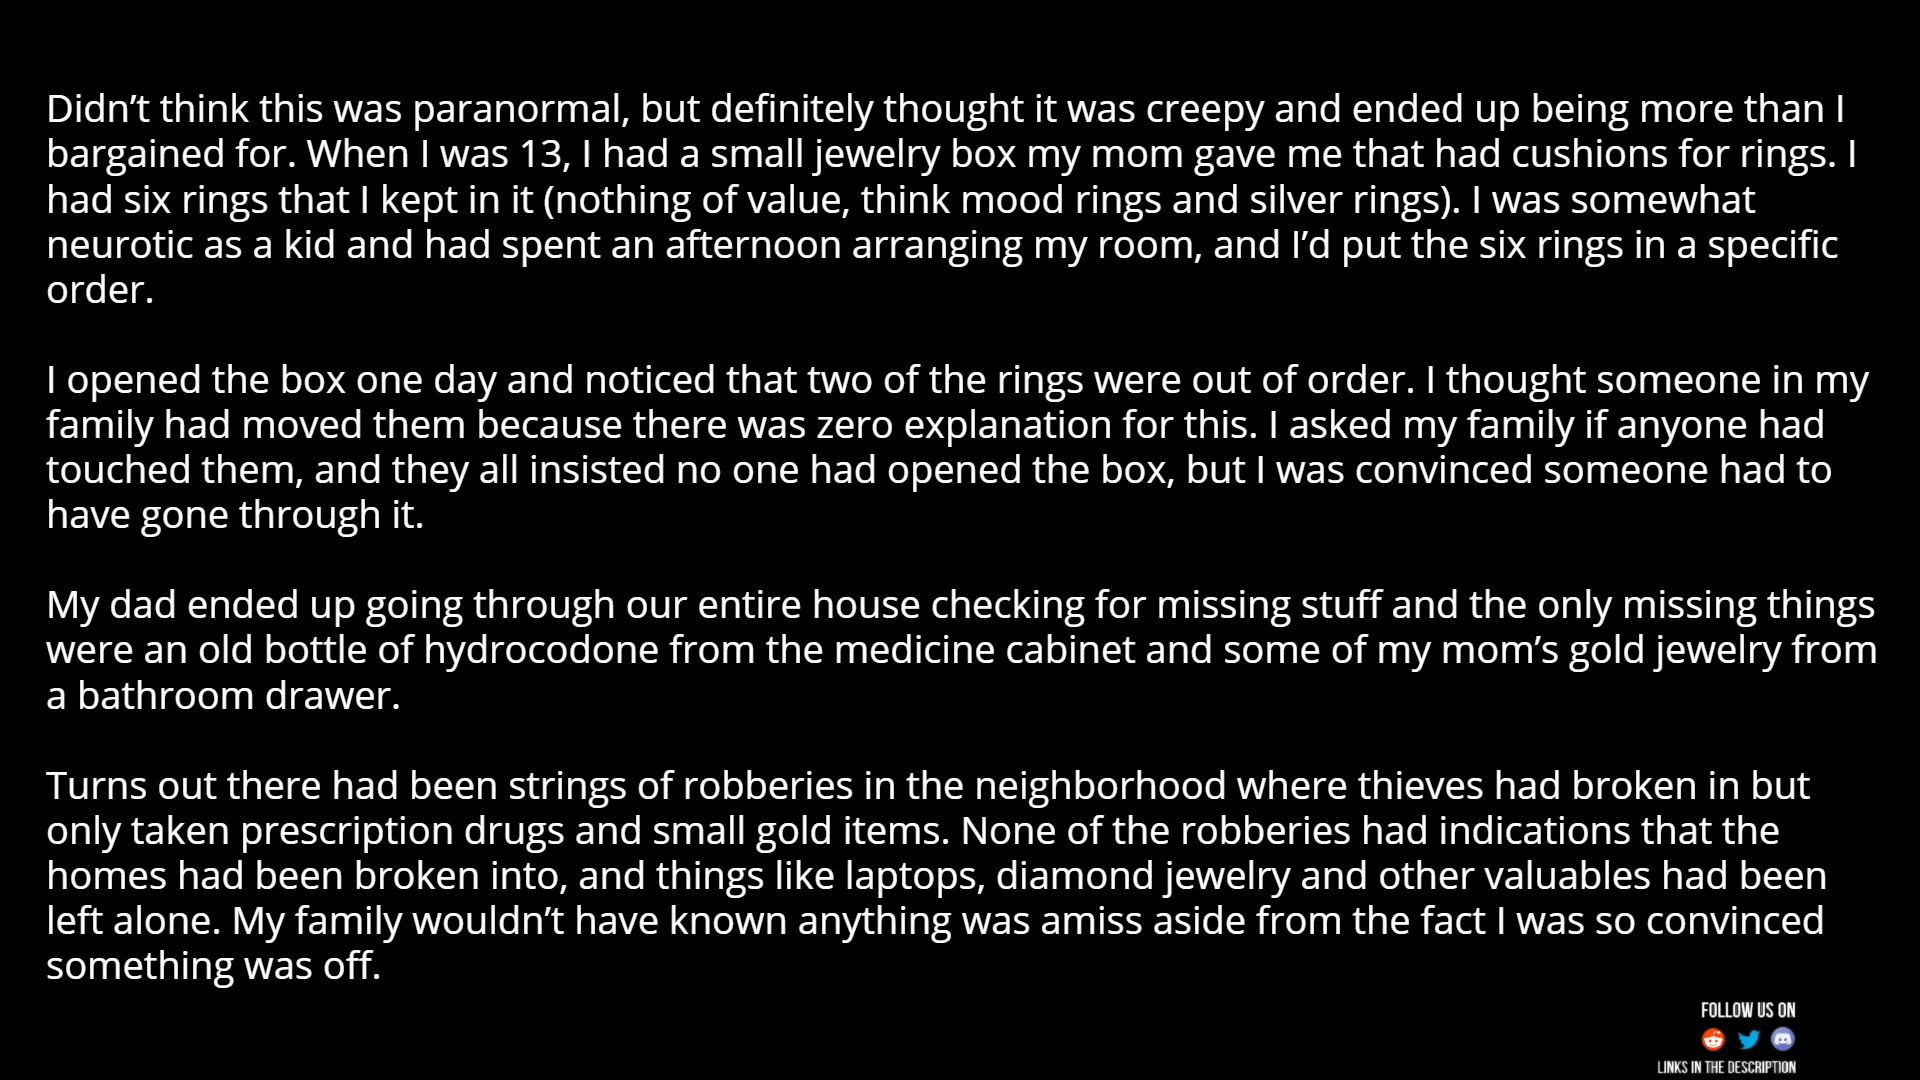 Didn’t think this was paranormal, but definitely thought it was creepy and ended up being more than I
bargained for. When I was 13, I had a small jewelry box my mom gave me that had cushions for rings. I
had six rings that I kept in it (nothing of value, think mood rings and silver rings). I was somewhat
neurotic as a kid and had spent an afternoon arranging my room, and I’d put the six rings in a specific
order.
I opened the box one day and noticed that two of the rings were out of order. I thought someone in my
family had moved them because there was zero explanation for this. I asked my family if anyone had
touched them, and they all insisted no one had opened the box, but I was convinced someone had to
have gone through it.
My dad ended up going through our entire house checking for missing stuff and the only missing things
were an old bottle of hydrocodone from the medicine cabinet and some of my mom’s gold jewelry from
a bathroom drawer.
Turns out there had been strings of robberies in the neighborhood where thieves had broken in but
only taken prescription drugs and small gold items. None of the robberies had indications that the
homes had been broken into, and things like laptops, diamond jewelry and other valuables had been
left alone. My family wouldn’t have known anything was amiss aside from the fact I was so convinced
something was off.
FOLLOW US ON
LINKS IN THE DESCRIPTION